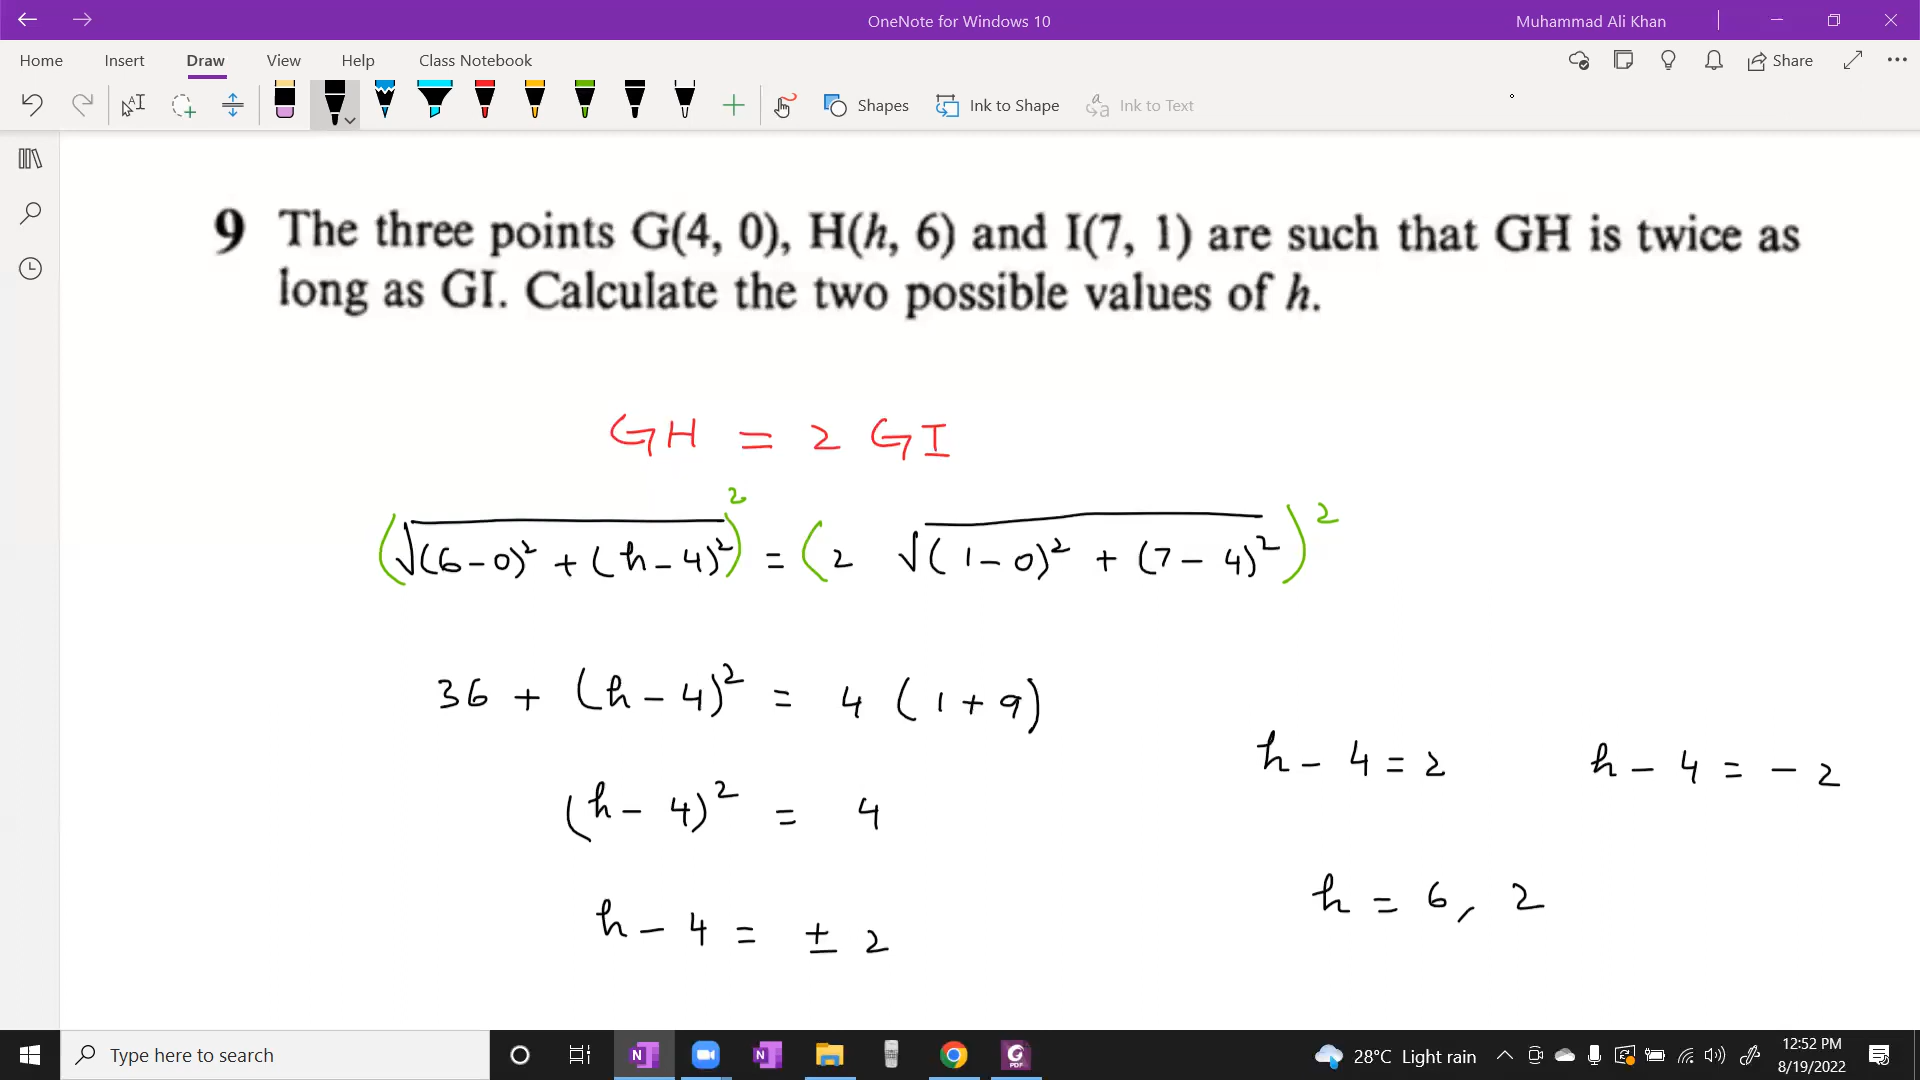 OneNote for Windows 10
Muhammad Ali Khan
Home Insert Draw View Help Class Notebook
Share
Shapes Ink to Shape Ink to Text
9 The three points G(4, 0), H(h, 6) and I(7, 1) are such that GH is twice as
long as GI. Calculate the two possible values of h.
GH = 2 GI
(√(6-0)² + (h-4)²)² = (2 √(1-0)² + (7-4)²)²
36 + (h-4)² = 4 (1+9)
(h-4)² = 4
h-4 = ± 2
h-4 = 2
h-4 = -2
h = 6, 2
Type here to search
28°C Light rain
12:52 PM
8/19/2022